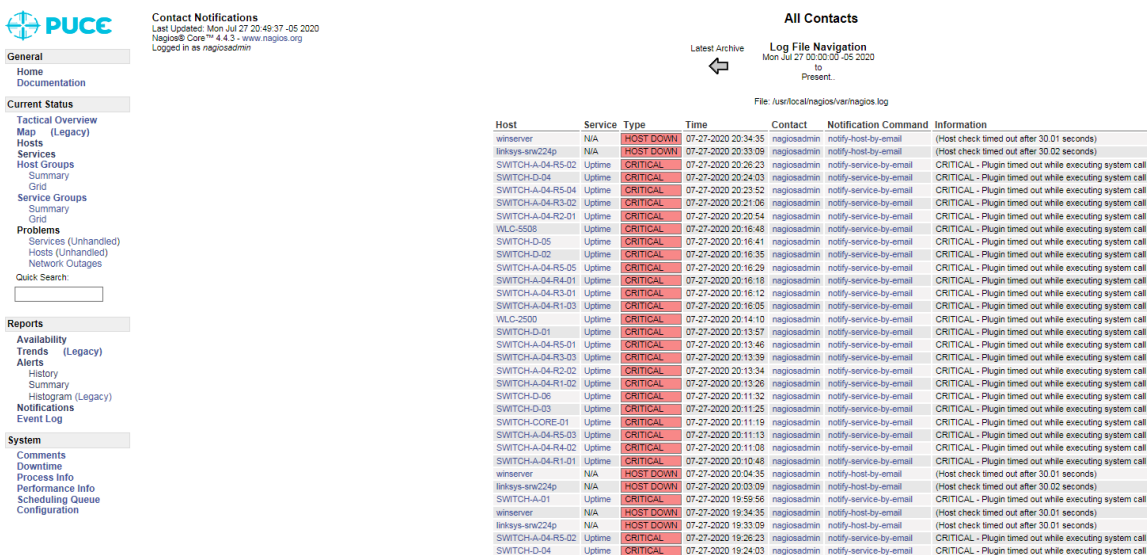 PUCE
General
Home
Documentation
Current Status
Tactical Overview
Map (Legacy)
Hosts
Services
Host Groups
Summary
Grid
Service Groups
Summary
Grid
Problems
Services (Unhandled)
Hosts (Unhandled)
Network Outages
Quick Search:
Reports
Availability
Trends (Legacy)
Alerts
History
Summary
Histogram (Legacy)
Notifications
Event Log
System
Comments
Downtime
Process Info
Performance Info
Scheduling Queue
Configuration
Contact Notifications
Last Updated: Mon Jul 27 20:49:37 -05 2020
Nagios® Core™ 4.4.3 - www.nagios.org
Logged in as nagiosadmin
All Contacts
Latest Archive
Log File Navigation
Mon Jul 27 00:00:00 -05 2020
to
Present..
File: /usr/local/nagios/var/nagios.log
Host Service Type Time Contact Notification Command Information
winserver N/A HOST DOWN 07-27-2020 20:34:35 nagiosadmin notify-host-by-email (Host check timed out after 30.01 seconds)
linksys-srw224p N/A HOST DOWN 07-27-2020 20:33:09 nagiosadmin notify-host-by-email (Host check timed out after 30.02 seconds)
SWITCH-A-04-R5-02 Uptime CRITICAL 07-27-2020 20:26:23 nagiosadmin notify-service-by-email CRITICAL - Plugin timed out while executing system call
SWITCH-D-04 Uptime CRITICAL 07-27-2020 20:24:03 nagiosadmin notify-service-by-email CRITICAL - Plugin timed out while executing system call
SWITCH-A-04-R5-04 Uptime CRITICAL 07-27-2020 20:23:52 nagiosadmin notify-service-by-email CRITICAL - Plugin timed out while executing system call
SWITCH-A-04-R3-02 Uptime CRITICAL 07-27-2020 20:21:06 nagiosadmin notify-service-by-email CRITICAL - Plugin timed out while executing system call
SWITCH-A-04-R2-01 Uptime CRITICAL 07-27-2020 20:20:54 nagiosadmin notify-service-by-email CRITICAL - Plugin timed out while executing system call
WLC-5508 Uptime CRITICAL 07-27-2020 20:16:48 nagiosadmin notify-service-by-email CRITICAL - Plugin timed out while executing system call
SWITCH-D-05 Uptime CRITICAL 07-27-2020 20:16:41 nagiosadmin notify-service-by-email CRITICAL - Plugin timed out while executing system call
SWITCH-D-02 Uptime CRITICAL 07-27-2020 20:16:35 nagiosadmin notify-service-by-email CRITICAL - Plugin timed out while executing system call
SWITCH-A-04-R5-05 Uptime CRITICAL 07-27-2020 20:16:29 nagiosadmin notify-service-by-email CRITICAL - Plugin timed out while executing system call
SWITCH-A-04-R4-01 Uptime CRITICAL 07-27-2020 20:16:18 nagiosadmin notify-service-by-email CRITICAL - Plugin timed out while executing system call
SWITCH-A-04-R3-01 Uptime CRITICAL 07-27-2020 20:16:12 nagiosadmin notify-service-by-email CRITICAL - Plugin timed out while executing system call
SWITCH-A-04-R1-03 Uptime CRITICAL 07-27-2020 20:16:05 nagiosadmin notify-service-by-email CRITICAL - Plugin timed out while executing system call
WLC-2500 Uptime CRITICAL 07-27-2020 20:14:10 nagiosadmin notify-service-by-email CRITICAL - Plugin timed out while executing system call
SWITCH-D-01 Uptime CRITICAL 07-27-2020 20:13:57 nagiosadmin notify-service-by-email CRITICAL - Plugin timed out while executing system call
SWITCH-A-04-R5-01 Uptime CRITICAL 07-27-2020 20:13:46 nagiosadmin notify-service-by-email CRITICAL - Plugin timed out while executing system call
SWITCH-A-04-R3-03 Uptime CRITICAL 07-27-2020 20:13:39 nagiosadmin notify-service-by-email CRITICAL - Plugin timed out while executing system call
SWITCH-A-04-R2-02 Uptime CRITICAL 07-27-2020 20:13:34 nagiosadmin notify-service-by-email CRITICAL - Plugin timed out while executing system call
SWITCH-A-04-R1-02 Uptime CRITICAL 07-27-2020 20:13:26 nagiosadmin notify-service-by-email CRITICAL - Plugin timed out while executing system call
SWITCH-D-06 Uptime CRITICAL 07-27-2020 20:11:32 nagiosadmin notify-service-by-email CRITICAL - Plugin timed out while executing system call
SWITCH-D-03 Uptime CRITICAL 07-27-2020 20:11:25 nagiosadmin notify-service-by-email CRITICAL - Plugin timed out while executing system call
SWITCH-CORE-01 Uptime CRITICAL 07-27-2020 20:11:19 nagiosadmin notify-service-by-email CRITICAL - Plugin timed out while executing system call
SWITCH-A-04-R5-03 Uptime CRITICAL 07-27-2020 20:11:13 nagiosadmin notify-service-by-email CRITICAL - Plugin timed out while executing system call
SWITCH-A-04-R4-02 Uptime CRITICAL 07-27-2020 20:11:08 nagiosadmin notify-service-by-email CRITICAL - Plugin timed out while executing system call
SWITCH-A-04-R1-01 Uptime CRITICAL 07-27-2020 20:10:48 nagiosadmin notify-service-by-email CRITICAL - Plugin timed out while executing system call
winserver N/A HOST DOWN 07-27-2020 20:04:35 nagiosadmin notify-host-by-email (Host check timed out after 30.01 seconds)
linksys-srw224p N/A HOST DOWN 07-27-2020 20:03:09 nagiosadmin notify-host-by-email (Host check timed out after 30.02 seconds)
SWITCH-A-01 Uptime CRITICAL 07-27-2020 19:59:56 nagiosadmin notify-service-by-email CRITICAL - Plugin timed out while executing system call
winserver N/A HOST DOWN 07-27-2020 19:34:35 nagiosadmin notify-host-by-email (Host check timed out after 30.01 seconds)
linksys-srw224p N/A HOST DOWN 07-27-2020 19:33:09 nagiosadmin notify-host-by-email (Host check timed out after 30.01 seconds)
SWITCH-A-04-R5-02 Uptime CRITICAL 07-27-2020 19:26:23 nagiosadmin notify-service-by-email CRITICAL - Plugin timed out while executing system call
SWITCH-D-04 Uptime CRITICAL 07-27-2020 19:24:03 nagiosadmin notify-service-by-email CRITICAL - Plugin timed out while executing system call